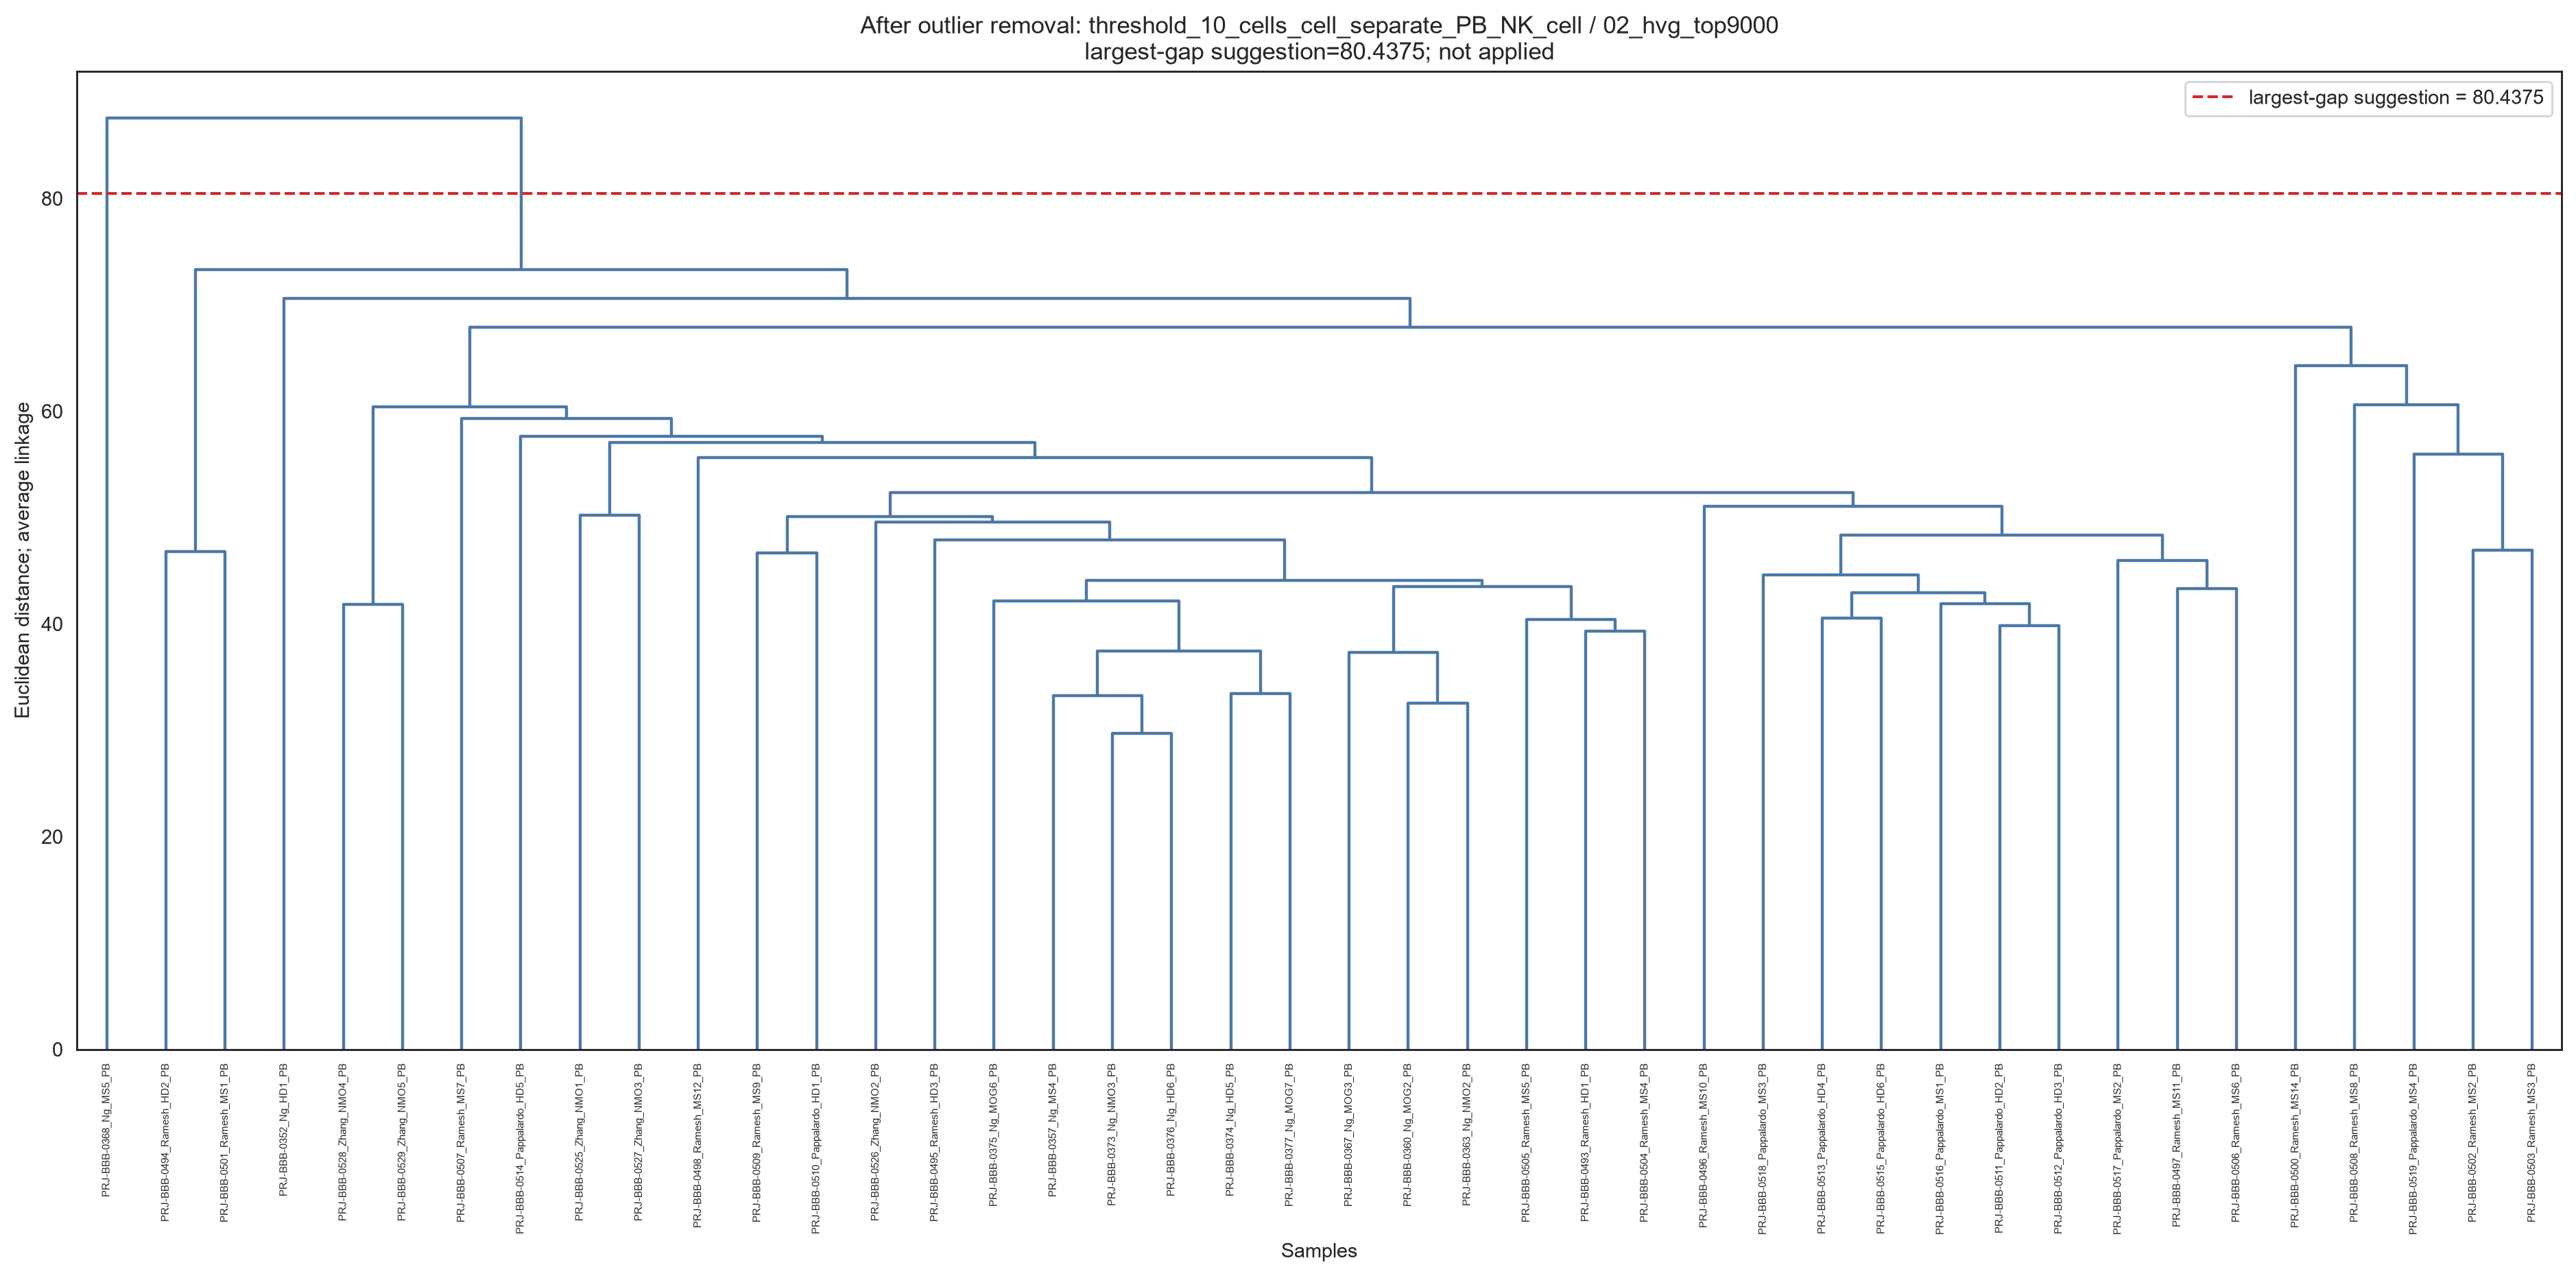 After outlier removal: threshold_10_cells_cell_separate_PB_NK_cell / 02_hvg_top9000
largest-gap suggestion=80.4375; not applied
largest-gap suggestion = 80.4375
Euclidean distance; average linkage
80
60
40
20
0
PRJ-BBB-0368_Ng_MS5_PB
PRJ-BBB-0494_Ramesh_HD2_PB
PRJ-BBB-0501_Ramesh_MS1_PB
PRJ-BBB-0352_Ng_HD1_PB
PRJ-BBB-0528_Zhang_NMO4_PB
PRJ-BBB-0529_Zhang_NMO5_PB
PRJ-BBB-0507_Ramesh_MS7_PB
PRJ-BBB-0514_Pappalardo_HD5_PB
PRJ-BBB-0525_Zhang_NMO1_PB
PRJ-BBB-0527_Zhang_NMO3_PB
PRJ-BBB-0498_Ramesh_MS12_PB
PRJ-BBB-0509_Ramesh_MS9_PB
PRJ-BBB-0510_Pappalardo_HD1_PB
PRJ-BBB-0526_Zhang_NMO2_PB
PRJ-BBB-0495_Ramesh_HD3_PB
PRJ-BBB-0375_Ng_MOG6_PB
PRJ-BBB-0357_Ng_MS4_PB
PRJ-BBB-0373_Ng_NMO3_PB
PRJ-BBB-0376_Ng_HD6_PB
PRJ-BBB-0374_Ng_HD5_PB
PRJ-BBB-0377_Ng_MOG7_PB
PRJ-BBB-0367_Ng_MOG3_PB
PRJ-BBB-0360_Ng_MOG2_PB
PRJ-BBB-0363_Ng_NMO2_PB
PRJ-BBB-0505_Ramesh_MS5_PB
PRJ-BBB-0493_Ramesh_HD1_PB
PRJ-BBB-0504_Ramesh_MS4_PB
PRJ-BBB-0496_Ramesh_MS10_PB
PRJ-BBB-0518_Pappalardo_MS3_PB
PRJ-BBB-0513_Pappalardo_HD4_PB
PRJ-BBB-0515_Pappalardo_HD6_PB
PRJ-BBB-0516_Pappalardo_MS1_PB
PRJ-BBB-0511_Pappalardo_HD2_PB
PRJ-BBB-0512_Pappalardo_HD3_PB
PRJ-BBB-0517_Pappalardo_MS2_PB
PRJ-BBB-0497_Ramesh_MS11_PB
PRJ-BBB-0506_Ramesh_MS6_PB
PRJ-BBB-0500_Ramesh_MS14_PB
PRJ-BBB-0508_Ramesh_MS8_PB
PRJ-BBB-0519_Pappalardo_MS4_PB
PRJ-BBB-0502_Ramesh_MS2_PB
PRJ-BBB-0503_Ramesh_MS3_PB
Samples